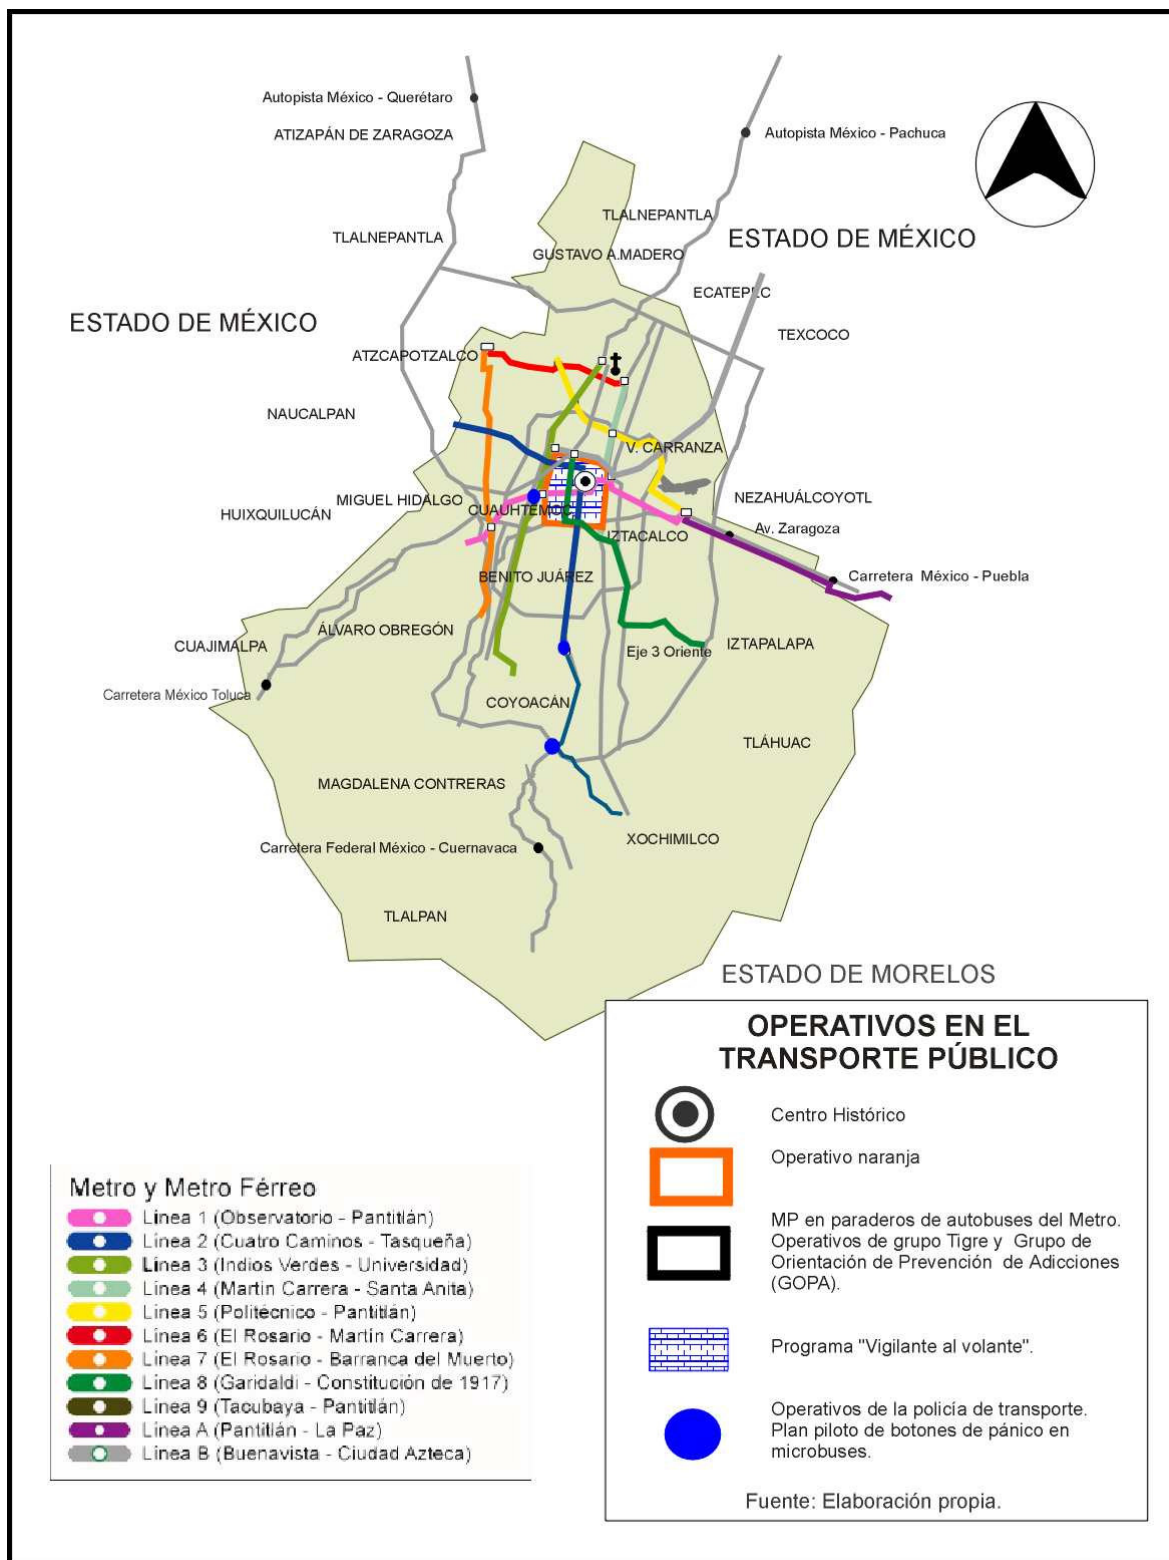 Autopista México - Querétaro
ATIZAPÁN DE ZARAGOZA
Autopista México - Pachuca
TLALNEPANTLA
TLALNEPANTLA
ESTADO DE MÉXICO
GUSTAVO A.MADERO
ECATEPEC
ESTADO DE MÉXICO
TEXCOCO
ATZCAPOTZALCO
NAUCALPAN
V. CARRANZA
MIGUEL HIDALGO
NEZAHUÁLCOYOTL
HUIXQUILUCÁN
CUAUHTEMOC
Av. Zaragoza
IZTACALCO
BENITO JUÁREZ
Carretera México - Puebla
ÁLVARO OBREGÓN
CUAJIMALPA
Eje 3 Oriente
IZTAPALAPA
Carretera México Toluca
COYOACÁN
TLÁHUAC
MAGDALENA CONTRERAS
XOCHIMILCO
Carretera Federal México - Cuernavaca
TLALPAN
ESTADO DE MORELOS
OPERATIVOS EN EL
TRANSPORTE PÚBLICO
Centro Histórico
Operativo naranja
MP en paraderos de autobuses del Metro.
Operativos de grupo Tigre y Grupo de
Orientación de Prevención de Adicciones
(GOPA).
Programa "Vigilante al volante".
Operativos de la policía de transporte.
Plan piloto de botones de pánico en
microbuses.
Fuente: Elaboración propia.
Metro y Metro Férreo
Línea 1 (Observatorio - Pantitlán)
Línea 2 (Cuatro Caminos - Tasqueña)
Línea 3 (Indios Verdes - Universidad)
Línea 4 (Martín Carrera - Santa Anita)
Línea 5 (Politécnico - Pantitlán)
Línea 6 (El Rosario - Martín Carrera)
Línea 7 (El Rosario - Barranca del Muerto)
Línea 8 (Garidaldi - Constitución de 1917)
Línea 9 (Tacubaya - Pantitlán)
Línea A (Pantitlán - La Paz)
Línea B (Buenavista - Ciudad Azteca)